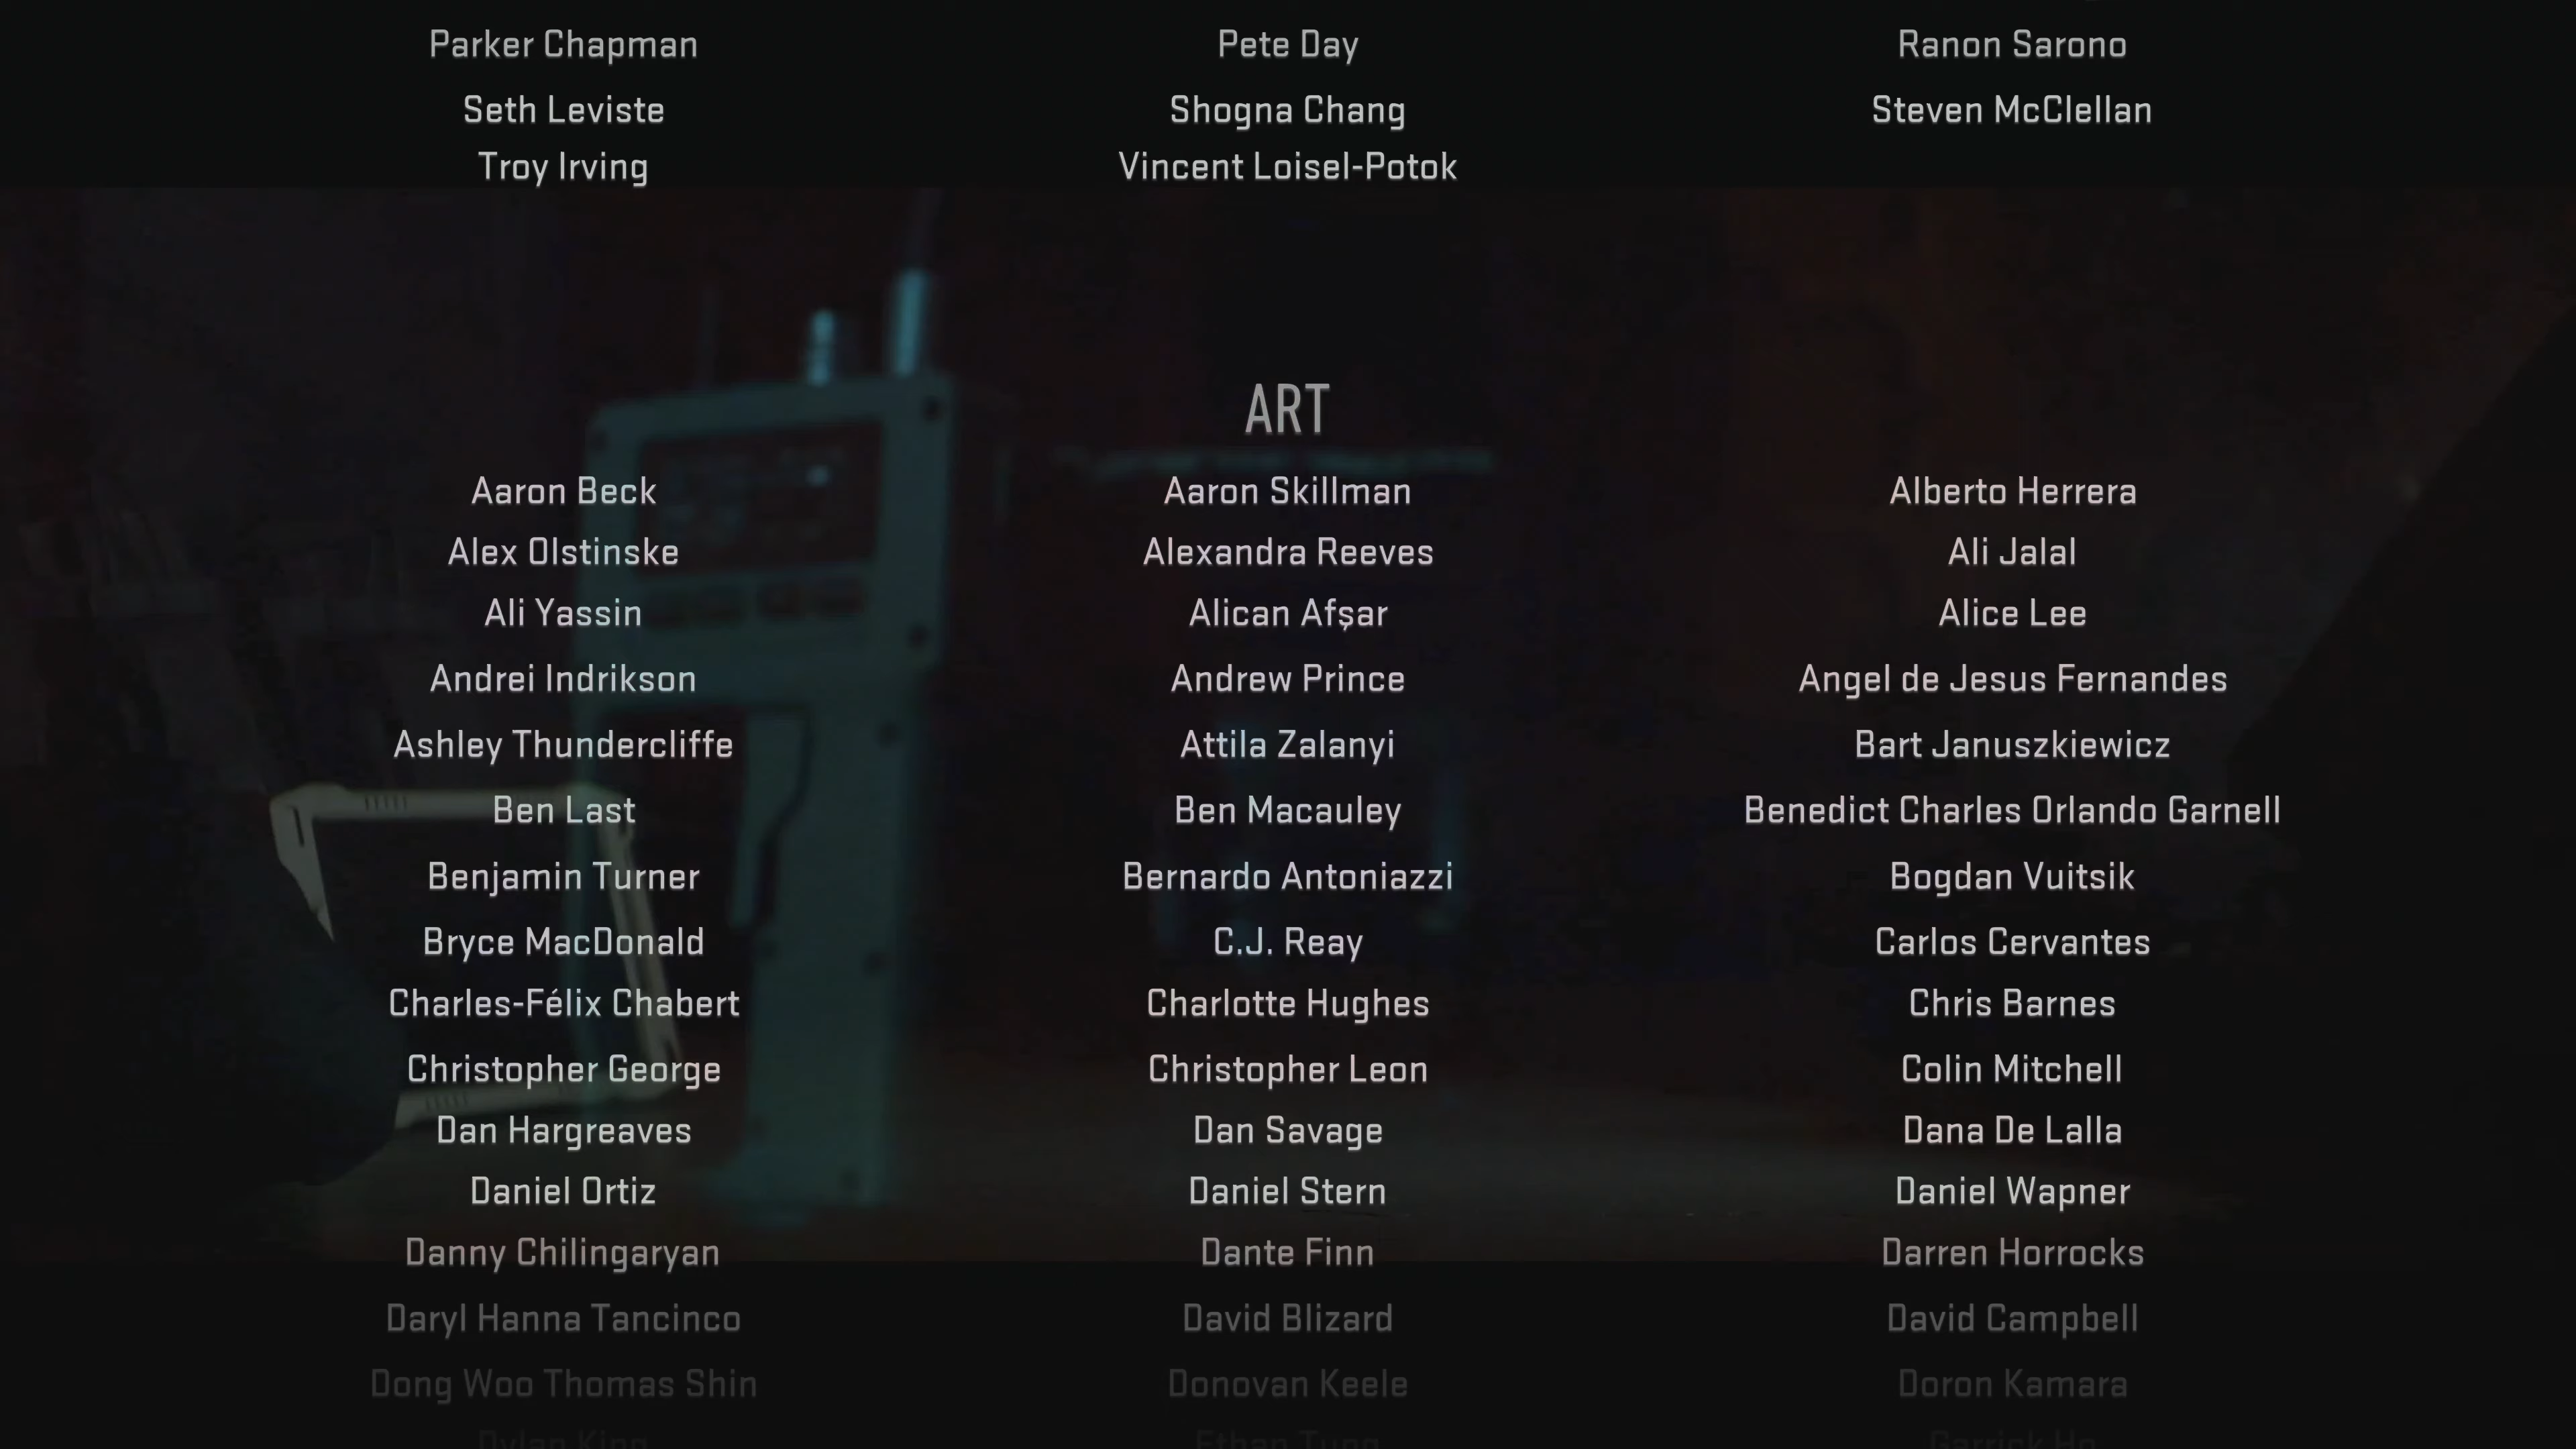 Parker Chapman Pete Day Ranon Sarono
Seth Leviste Shogna Chang Steven McClellan
Troy Irving Vincent Loisel-Potok
ART
Aaron Beck Aaron Skillman Alberto Herrera
Alex Olstinske Alexandra Reeves Ali Jalal
Ali Yassin Alican Afşar Alice Lee
Andrei Indrikson Andrew Prince Angel de Jesus Fernandes
Ashley Thundercliffe Attila Zalanyi Bart Januszkiewicz
Ben Last Ben Macauley Benedict Charles Orlando Garnell
Benjamin Turner Bernardo Antoniazzi Bogdan Vuitsik
Bryce MacDonald C.J. Reay Carlos Cervantes
Charles-Félix Chabert Charlotte Hughes Chris Barnes
Christopher George Christopher Leon Colin Mitchell
Dan Hargreaves Dan Savage Dana De Lalla
Daniel Ortiz Daniel Stern Daniel Wapner
Danny Chilingaryan Dante Finn Darren Horrocks
Daryl Hanna Tancinco David Blizard David Campbell
Dong Woo Thomas Shin Donovan Keele Doron Kamara
Dylan King Ethan Tung Garrick Ho